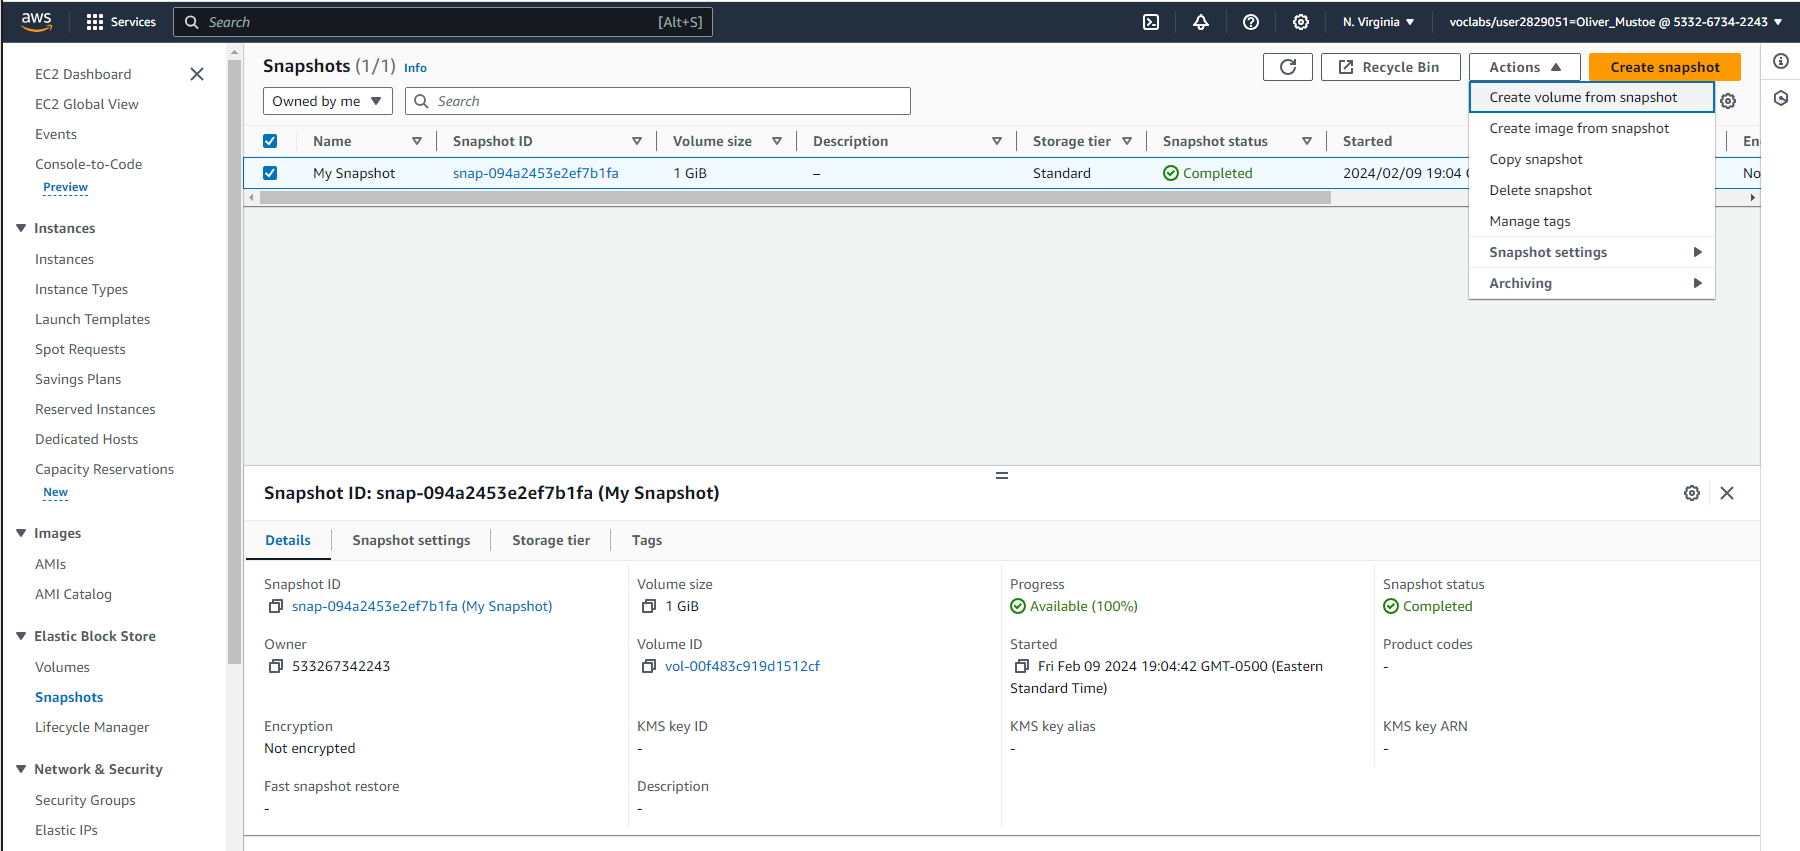 aws
Services
Search
[Alt+S]
N. Virginia
voclabs/user2829051=Oliver_Mustoe @ 5332-6734-2243
EC2 Dashboard
EC2 Global View
Events
Console-to-Code
Preview
Instances
Instances
Instance Types
Launch Templates
Spot Requests
Savings Plans
Reserved Instances
Dedicated Hosts
Capacity Reservations
New
Images
AMIs
AMI Catalog
Elastic Block Store
Volumes
Snapshots
Lifecycle Manager
Network & Security
Security Groups
Elastic IPs
Snapshots (1/1) Info
Recycle Bin
Actions
Create snapshot
Owned by me
Search
Create volume from snapshot
Create image from snapshot
Copy snapshot
Delete snapshot
Manage tags
Snapshot settings
Archiving
Name
Snapshot ID
Volume size
Description
Storage tier
Snapshot status
Started
My Snapshot
snap-094a2453e2ef7b1fa
1 GiB
–
Standard
Completed
2024/02/09 19:04
No
Snapshot ID: snap-094a2453e2ef7b1fa (My Snapshot)
Details
Snapshot settings
Storage tier
Tags
Snapshot ID
snap-094a2453e2ef7b1fa (My Snapshot)
Volume size
1 GiB
Progress
Available (100%)
Snapshot status
Completed
Owner
533267342243
Volume ID
vol-00f483c919d1512cf
Started
Fri Feb 09 2024 19:04:42 GMT-0500 (Eastern
Standard Time)
Product codes
-
Encryption
Not encrypted
KMS key ID
-
KMS key alias
-
KMS key ARN
-
Fast snapshot restore
-
Description
-